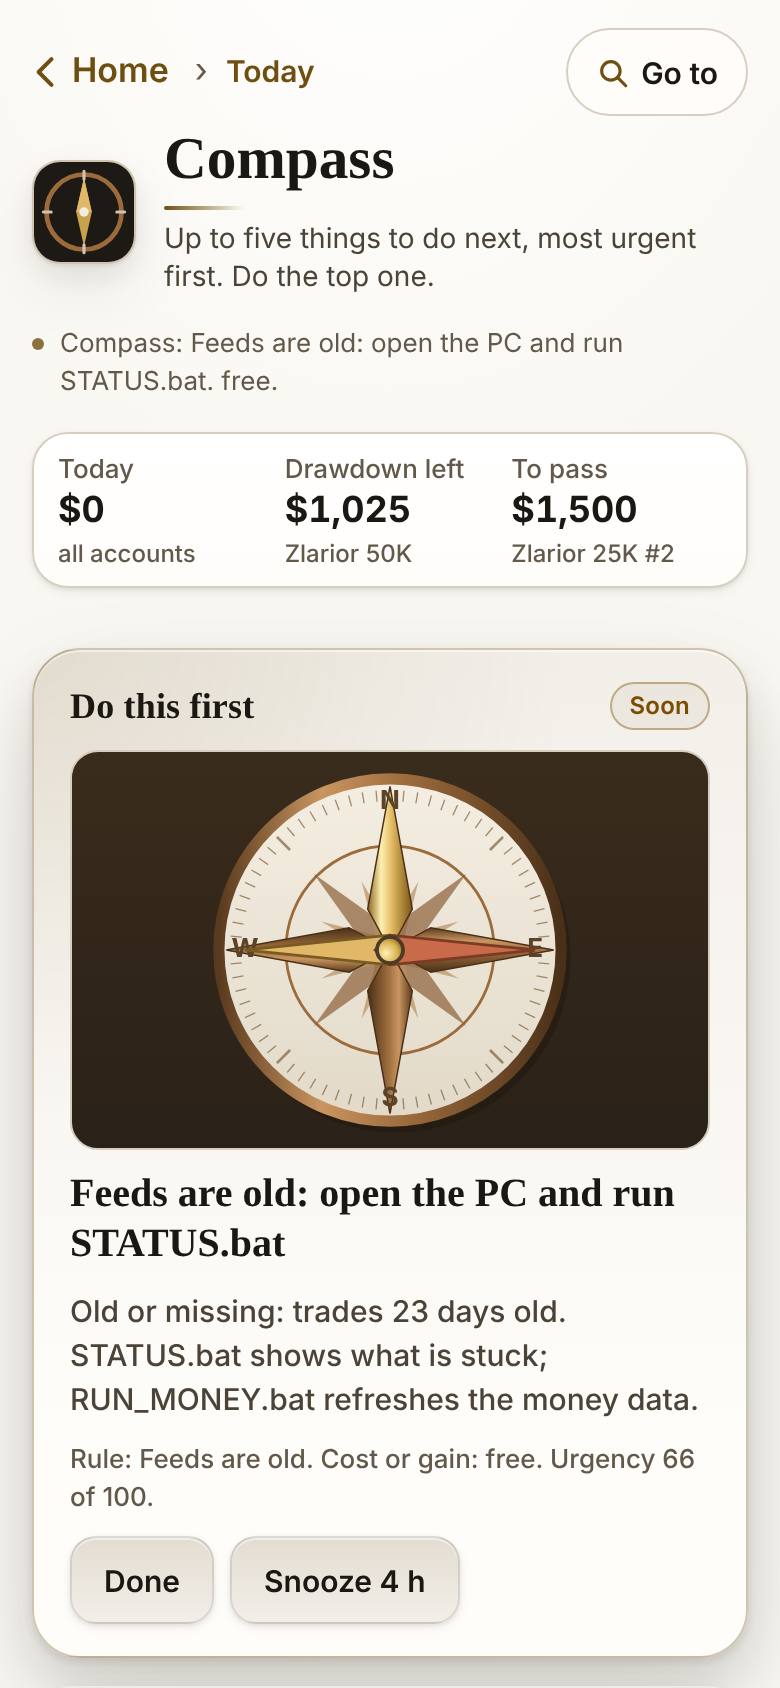 Home › Today
Go to
Compass
Up to five things to do next, most urgent
first. Do the top one.
Compass: Feeds are old: open the PC and run
STATUS.bat. free.
Today
$0
all accounts
Drawdown left
$1,025
Zlarior 50K
To pass
$1,500
Zlarior 25K #2
Do this first
Soon
N
W
E
S
Feeds are old: open the PC and run
STATUS.bat
Old or missing: trades 23 days old.
STATUS.bat shows what is stuck;
RUN_MONEY.bat refreshes the money data.
Rule: Feeds are old. Cost or gain: free. Urgency 66
of 100.
Done
Snooze 4 h